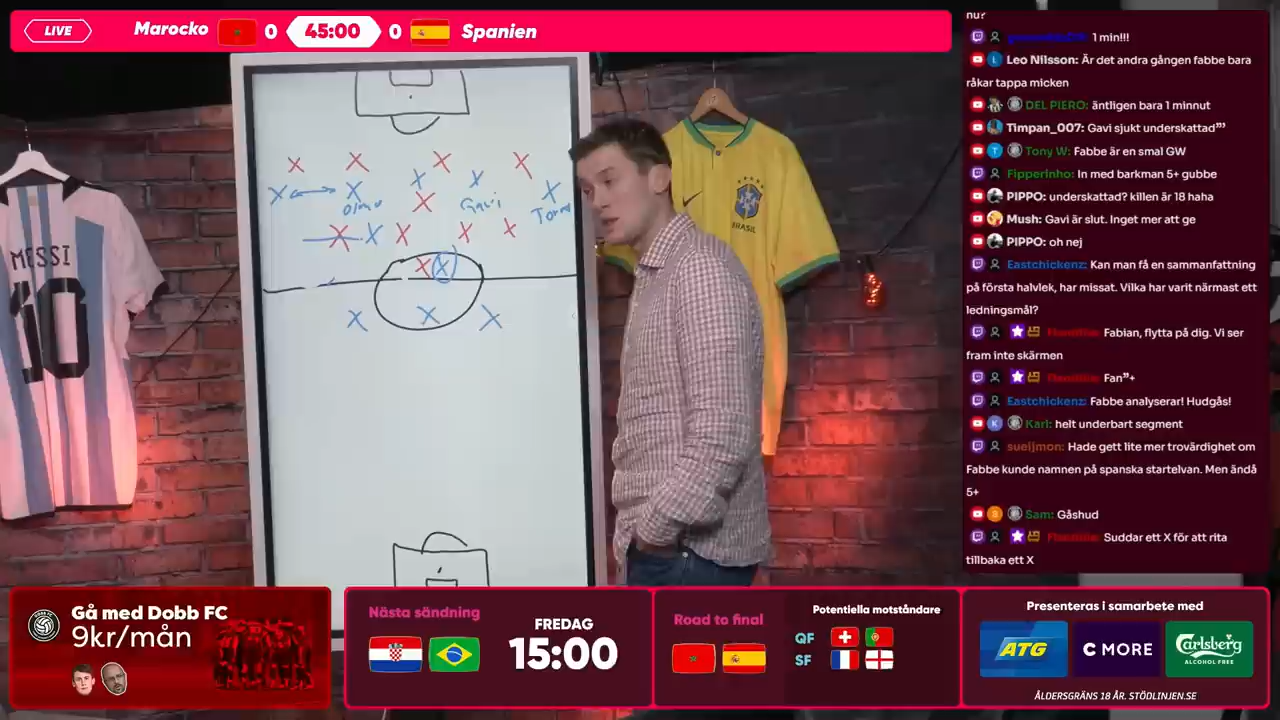 LIVE
Marocko 0 45:00 0 Spanien
MESSI
10
BRASIL
Olmo
Gavi
nu?
1 min!!!
Leo Nilsson: Är det andra gången fabbe bara
råkar tappa micken
DEL PIERO: äntligen bara 1 minnut
Timpan_007: Gavi sjukt underskattad"'
Tony W: Fabbe är en smal GW
Fipperinho: In med barkman 5+ gubbe
PIPPO: underskattad? killen är 18 haha
Mush: Gavi är slut. Inget mer att ge
PIPPO: oh nej
Eastchickenz: Kan man få en sammanfattning
på första halvlek, har missat. Vilka har varit närmast ett
ledningsmål?
Fabian, flytta på dig. Vi ser
fram inte skärmen
Fan"+
Eastchickenz: Fabbe analyserar! Hudgås!
Karl: helt underbart segment
sueijmon: Hade gett lite mer trovärdighet om
Fabbe kunde namnen på spanska startelvan. Men ändå
5+
Sam: Gåshud
Suddar ett X för att rita
tillbaka ett X
Gå med Dobb FC
9kr/mån
Nästa sändning
FREDAG
15:00
Road to final
Potentiella motståndare
QF
SF
Presenteras i samarbete med
ATG
C MORE
Carlsberg
ALCOHOL FREE
ÅLDERSGRÄNS 18 ÅR. STÖDLINJEN.SE